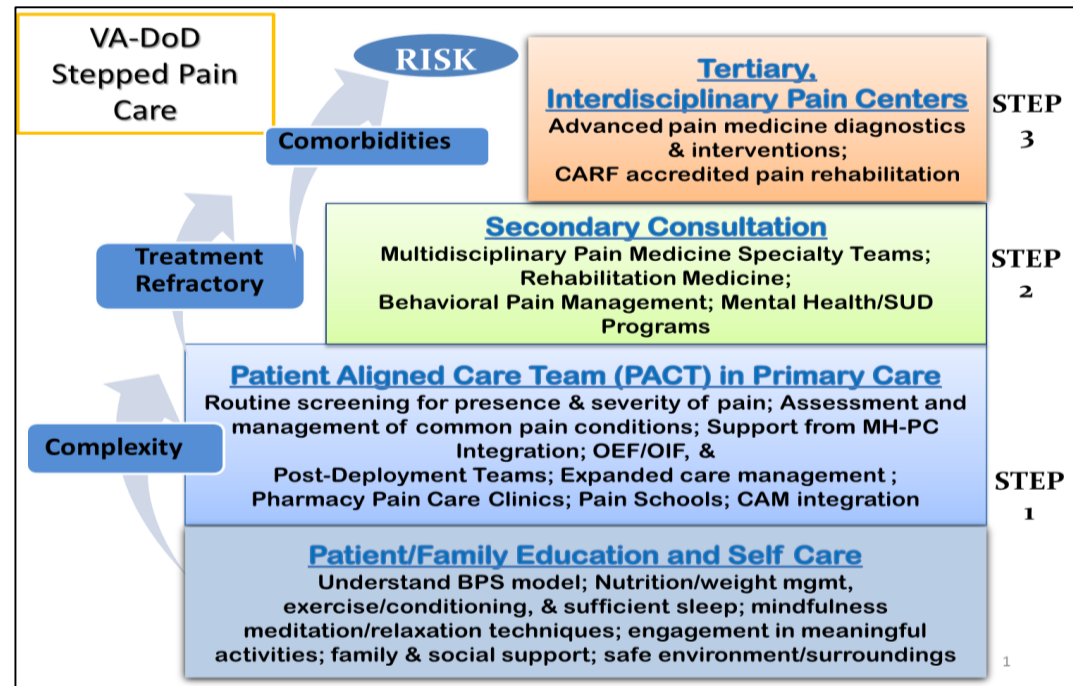 VA-DoD
Stepped Pain
Care
RISK
Comorbidities
Treatment
Refractory
Complexity
Tertiary,
Interdisciplinary Pain Centers
Advanced pain medicine diagnostics
& interventions;
CARF accredited pain rehabilitation
STEP
3
Secondary Consultation
Multidisciplinary Pain Medicine Specialty Teams;
Rehabilitation Medicine;
Behavioral Pain Management; Mental Health/SUD
Programs
STEP
2
Patient Aligned Care Team (PACT) in Primary Care
Routine screening for presence & severity of pain; Assessment and
management of common pain conditions; Support from MH-PC
Integration; OEF/OIF, &
Post-Deployment Teams; Expanded care management ;
Pharmacy Pain Care Clinics; Pain Schools; CAM integration
STEP
1
Patient/Family Education and Self Care
Understand BPS model; Nutrition/weight mgmt,
exercise/conditioning, & sufficient sleep; mindfulness
meditation/relaxation techniques; engagement in meaningful
activities; family & social support; safe environment/surroundings
1